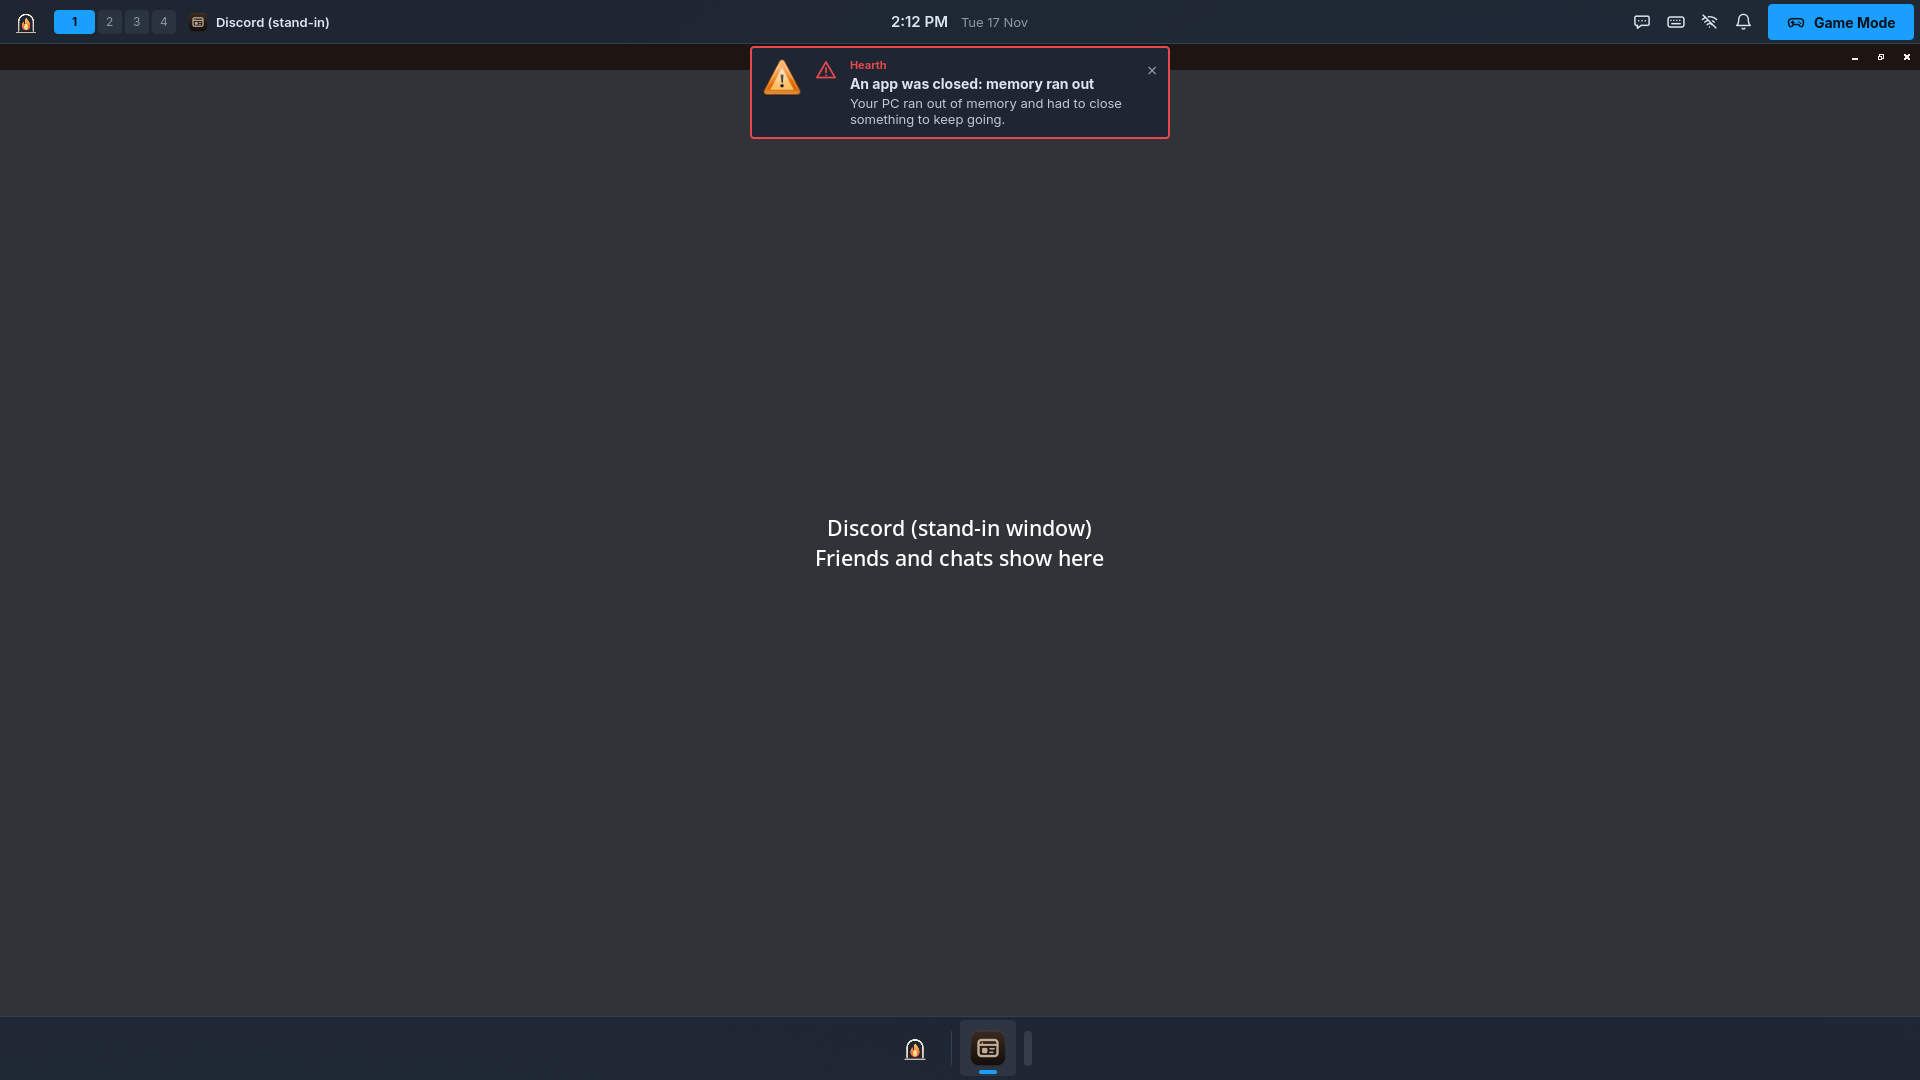 1 2 3 4 Discord (stand-in) 2:12 PM Tue 17 Nov Game Mode
Hearth
An app was closed: memory ran out
Your PC ran out of memory and had to close
something to keep going.
Discord (stand-in window)
Friends and chats show here